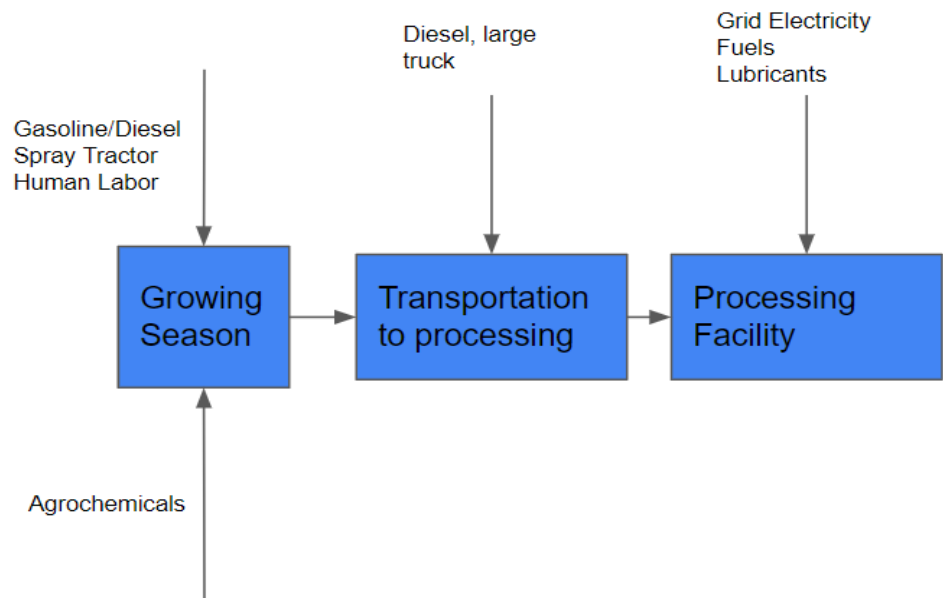 Gasoline/Diesel
Spray Tractor
Human Labor
Diesel, large
truck
Grid Electricity
Fuels
Lubricants
Growing
Season
Transportation
to processing
Processing
Facility
Agrochemicals